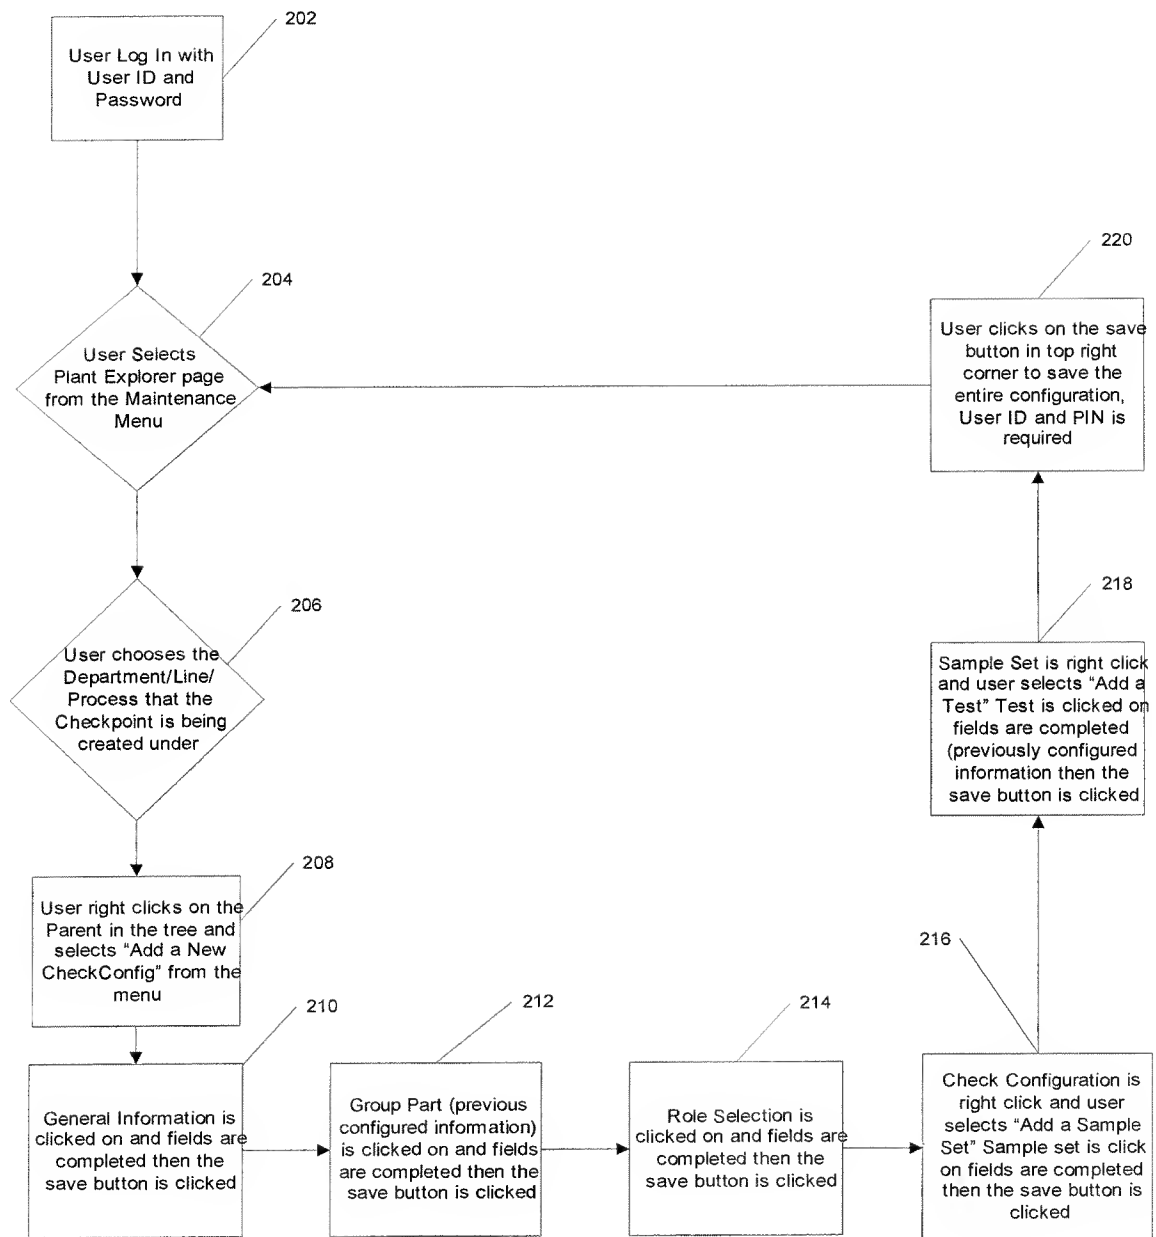 202
User Log In with
User ID and
Password
204
User Selects
Plant Explorer page
from the Maintenance
Menu
206
User chooses the
Department/Line/
Process that the
Checkpoint is being
created under
208
User right clicks on the
Parent in the tree and
selects "Add a New
CheckConfig" from the
menu
210
General Information is
clicked on and fields are
completed then the
save button is clicked
212
Group Part (previous
configured information)
is clicked on and fields
are completed then the
save button is clicked
214
Role Selection is
clicked on and fields are
completed then the
save button is clicked
216
Check Configuration is
right click and user
selects "Add a Sample
Set" Sample set is click
on fields are completed
then the save button is
clicked
218
Sample Set is right click
and user selects "Add a
Test" Test is clicked on
fields are completed
(previously configured
information then the
save button is clicked
220
User clicks on the save
button in top right
corner to save the
entire configuration,
User ID and PIN is
required